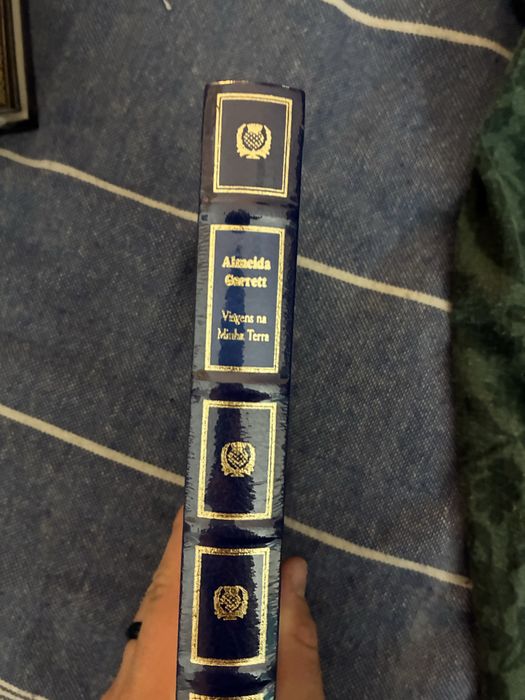 Almeida
Garrett
Viagens na
Minha Terra